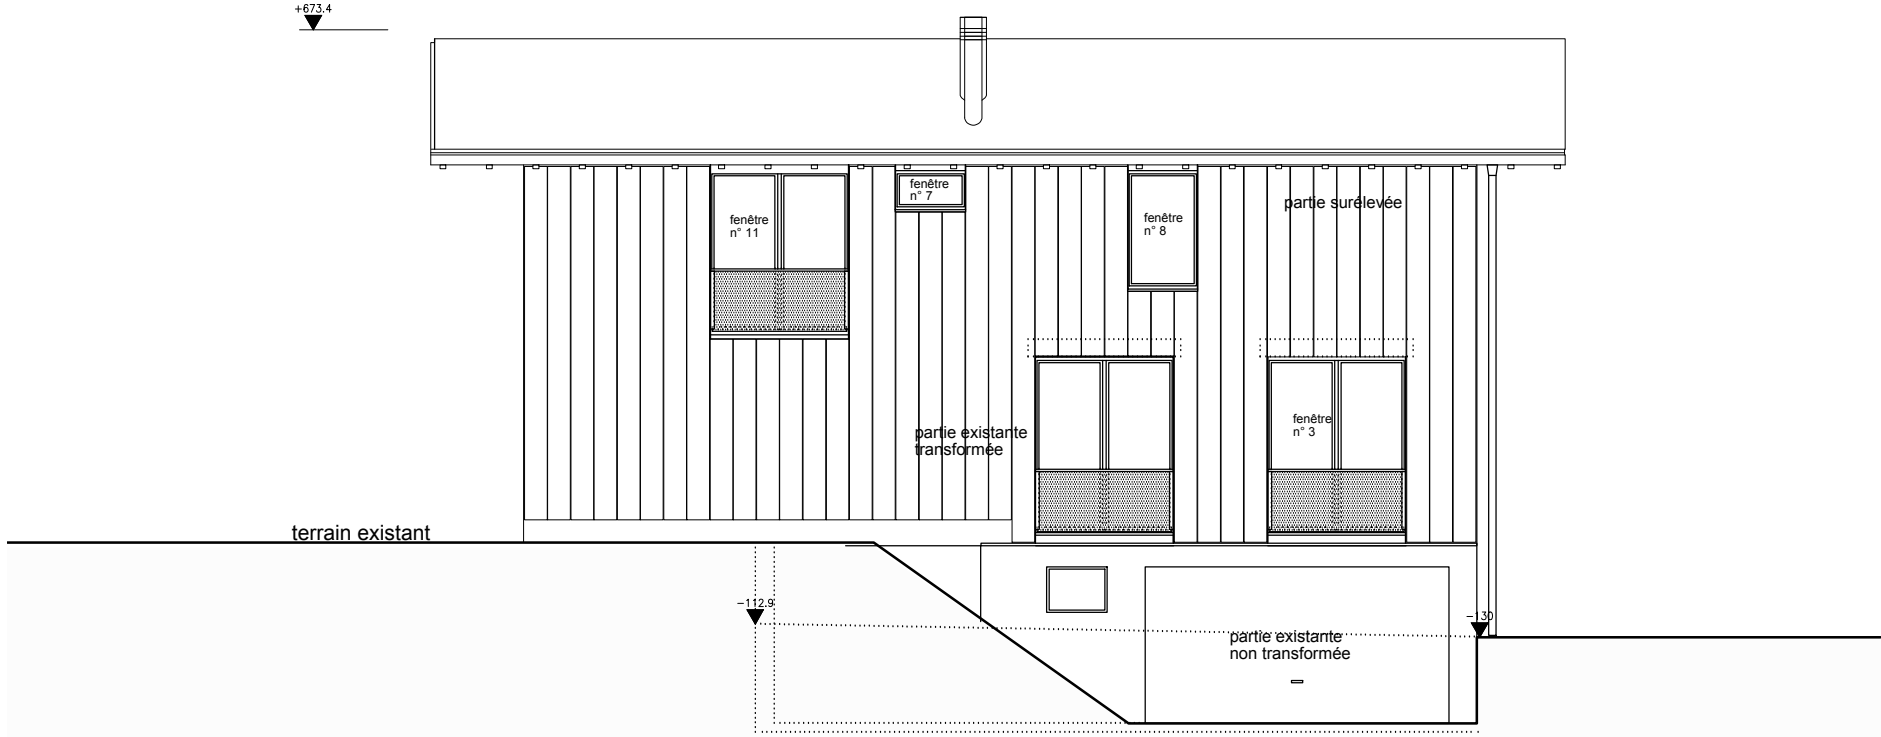 +673.4
fenêtre
n° 7
partie surélevée
fenêtre
n° 11
fenêtre
n° 8
fenêtre
n° 3
partie existante
transformée
terrain existant
-112.9
-130
partie existante
non transformée